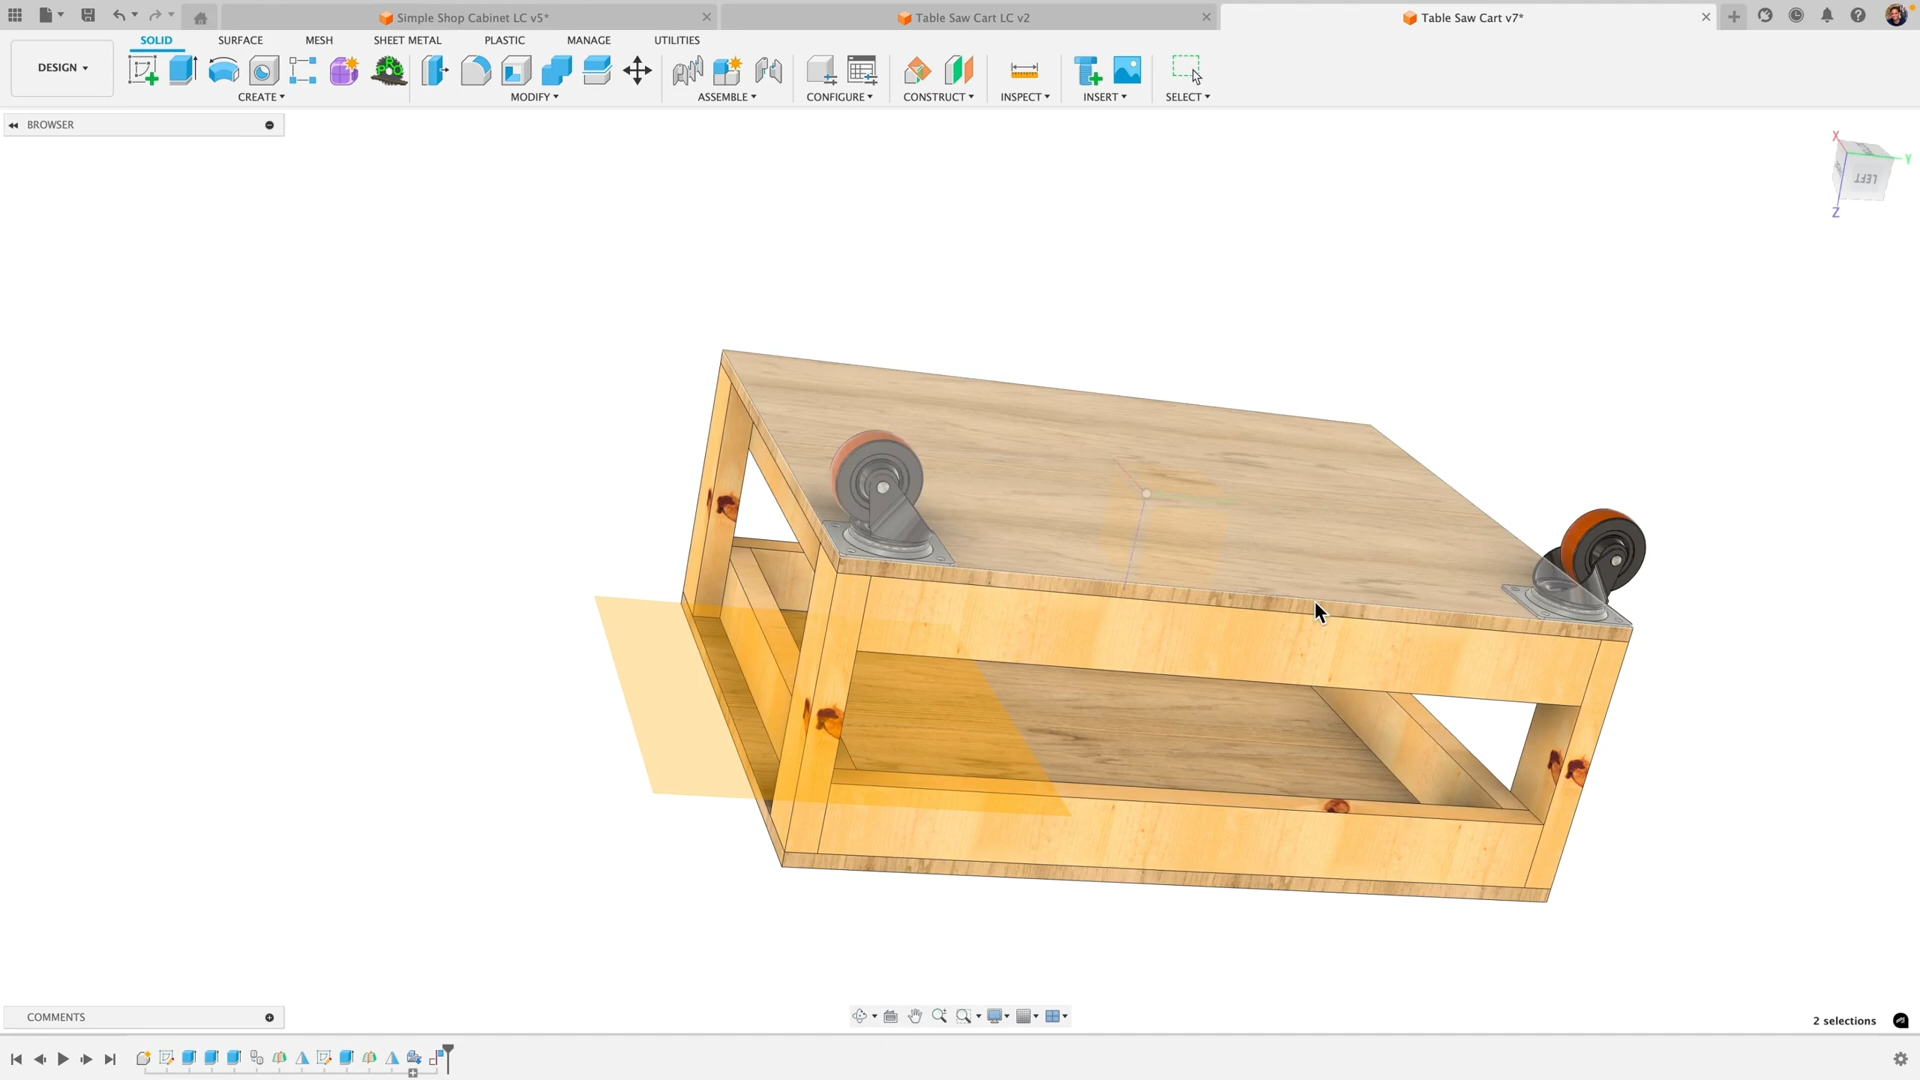 Simple Shop Cabinet LC v5*
Table Saw Cart LC v2
Table Saw Cart v7*
DESIGN
SOLID
SURFACE
MESH
SHEET METAL
PLASTIC
MANAGE
UTILITIES
CREATE
MODIFY
ASSEMBLE
CONFIGURE
CONSTRUCT
INSPECT
INSERT
SELECT
BROWSER
X
Y
LEFT
Z
COMMENTS
2 selections